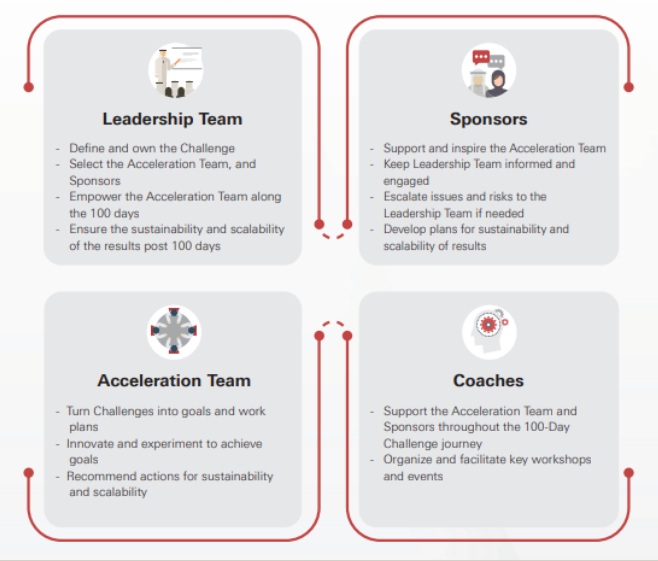 Leadership Team
- Define and own the Challenge
- Select the Acceleration Team, and
Sponsors
- Empower the Acceleration Team along
the 100 days
- Ensure the sustainability and scalability
of the results post 100 days
Sponsors
- Support and inspire the Acceleration Team
- Keep Leadership Team informed and
engaged
- Escalate issues and risks to the
Leadership Team if needed
- Develop plans for sustainability and
scalability of results
Acceleration Team
- Turn Challenges into goals and work
plans
- Innovate and experiment to achieve
goals
- Recommend actions for sustainability
and scalability
Coaches
- Support the Acceleration Team and
Sponsors throughout the 100-Day
Challenge journey
- Organize and facilitate key workshops
and events